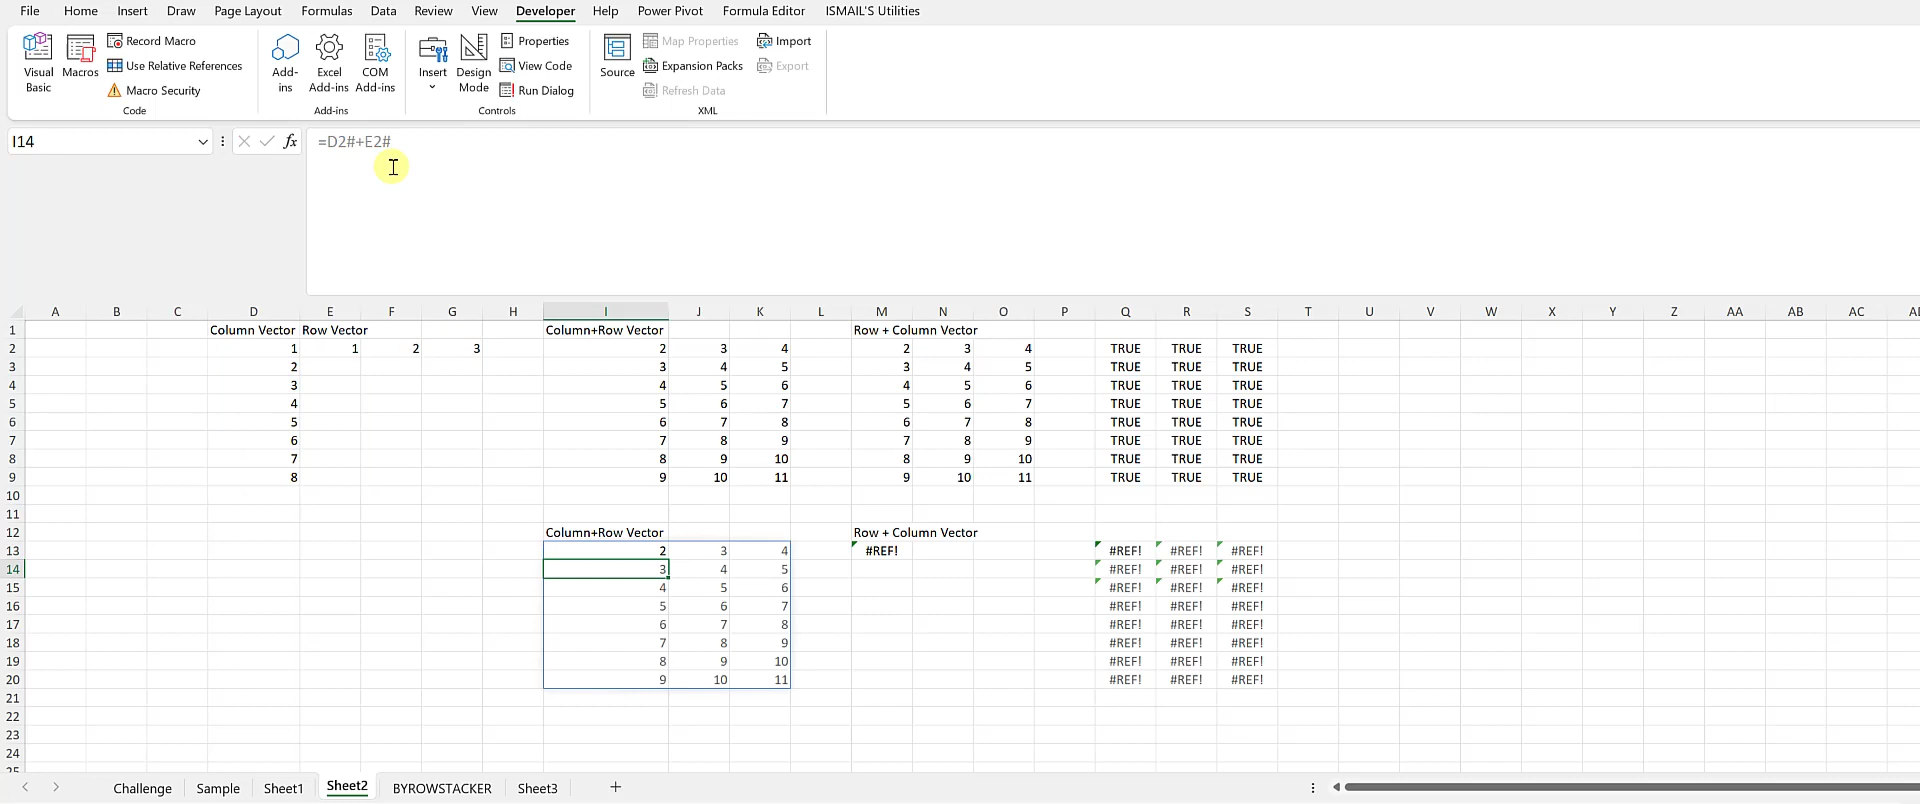 File Home Insert Draw Page Layout Formulas Data Review View Developer Help Power Pivot Formula Editor ISMAIL'S Utilities
Visual Basic
Macros
Record Macro
Use Relative References
Macro Security
Code
Add-ins
Excel Add-ins
COM Add-ins
Add-ins
Insert
Design Mode
Properties
View Code
Run Dialog
Controls
Source
Map Properties
Expansion Packs
Refresh Data
Import
Export
XML
I14 fx =D2#+E2#
A B C D E F G H I J K L M N O P Q R S T U V W X Y Z AA AB AC
1 Column Vector Row Vector Column+Row Vector Row + Column Vector
2 1 1 2 3 2 3 4 2 3 4 TRUE TRUE TRUE
3 2 3 4 5 3 4 5 TRUE TRUE TRUE
4 3 4 5 6 4 5 6 TRUE TRUE TRUE
5 4 5 6 7 5 6 7 TRUE TRUE TRUE
6 5 6 7 8 6 7 8 TRUE TRUE TRUE
7 6 7 8 9 7 8 9 TRUE TRUE TRUE
8 7 8 9 10 8 9 10 TRUE TRUE TRUE
9 8 9 10 11 9 10 11 TRUE TRUE TRUE
10
11
12 Column+Row Vector Row + Column Vector
13 2 3 4 #REF! #REF! #REF! #REF!
14 3 4 5 #REF! #REF! #REF!
15 4 5 6 #REF! #REF! #REF!
16 5 6 7 #REF! #REF! #REF!
17 6 7 8 #REF! #REF! #REF!
18 7 8 9 #REF! #REF! #REF!
19 8 9 10 #REF! #REF! #REF!
20 9 10 11 #REF! #REF! #REF!
21
22
23
24
Challenge Sample Sheet1 Sheet2 BYROWSTACKER Sheet3 +